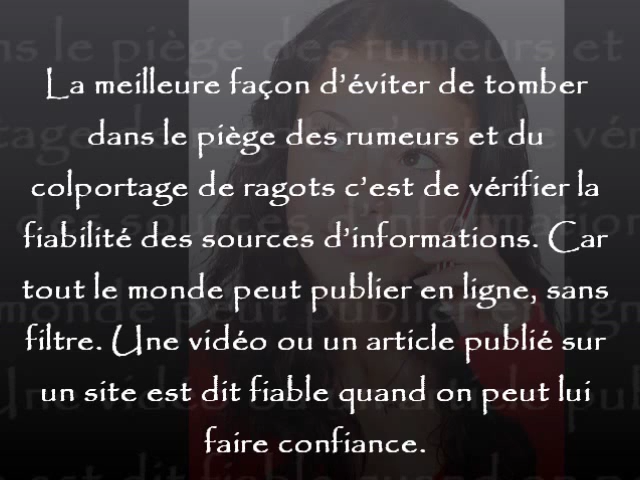 La meilleure façon d'éviter de tomber
dans le piège des rumeurs et du
colportage de ragots c'est de vérifier la
fiabilité des sources d'informations. Car
tout le monde peut publier en ligne, sans
filtre. Une vidéo ou un article publié sur
un site est dit fiable quand on peut lui
faire confiance.